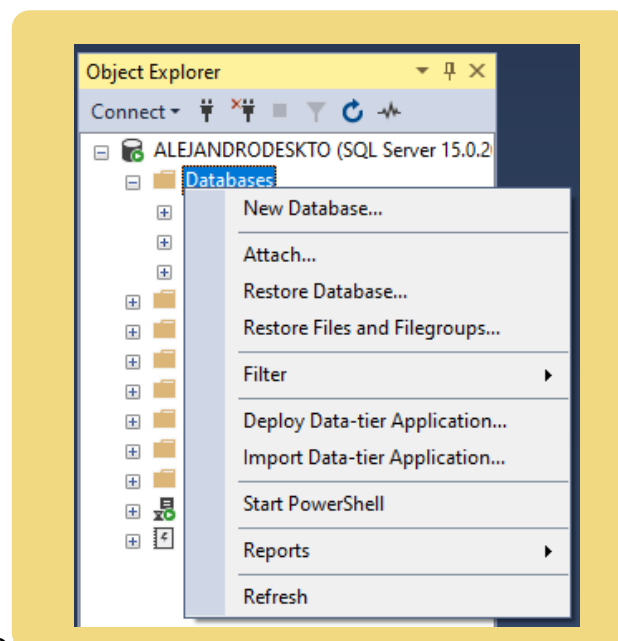 Object Explorer
Connect
ALEJANDRODESKTO (SQL Server 15.0.2
Databases
New Database...
Attach...
Restore Database...
Restore Files and Filegroups...
Filter
Deploy Data-tier Application...
Import Data-tier Application...
Start PowerShell
Reports
Refresh